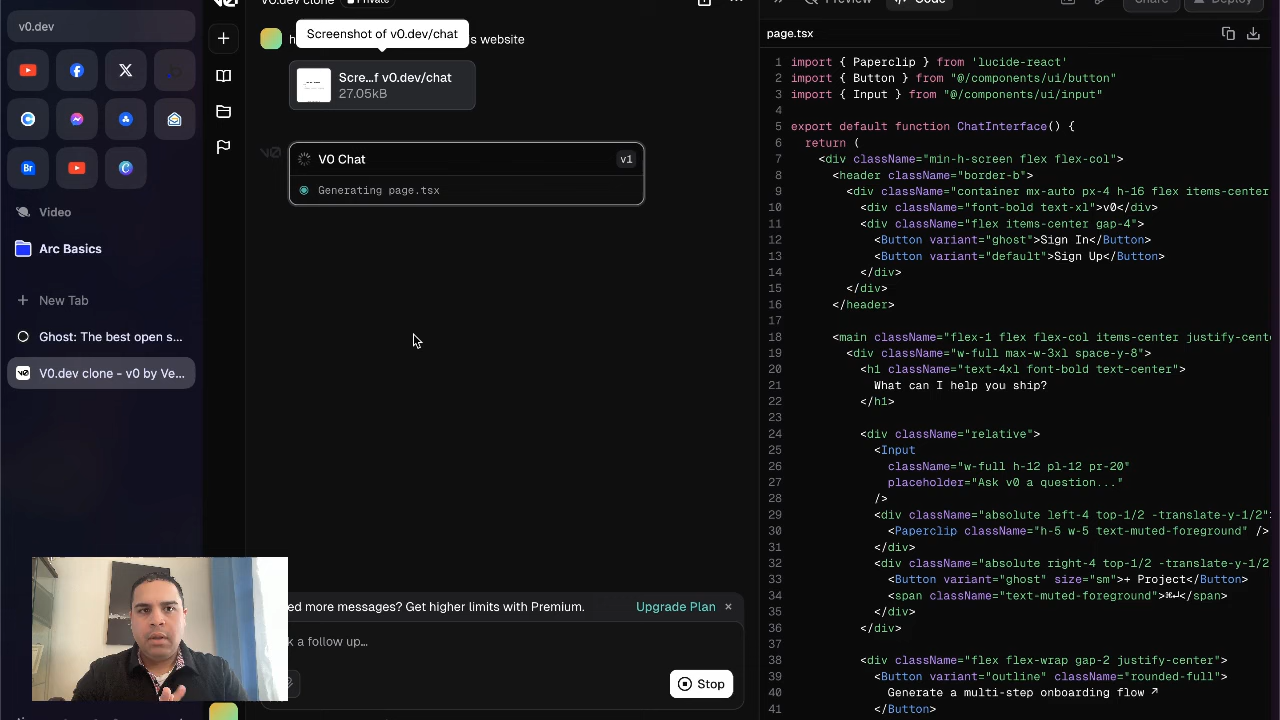 v0.dev
Video
Arc Basics
New Tab
Ghost: The best open s...
V0.dev clone - v0 by Ve...
V0.dev clone
Private
Screenshot of v0.dev/chat
h
s website
Scre...f v0.dev/chat
27.05kB
V0 Chat
v1
Generating page.tsx
ed more messages? Get higher limits with Premium.
Upgrade Plan
k a follow up...
Stop
Preview
Code
Share
Deploy
page.tsx
1 import { Paperclip } from 'lucide-react'
2 import { Button } from "@/components/ui/button"
3 import { Input } from "@/components/ui/input"
4
5 export default function ChatInterface() {
6 return (
7 <div className="min-h-screen flex flex-col">
8 <header className="border-b">
9 <div className="container mx-auto px-4 h-16 flex items-center
10 <div className="font-bold text-xl">v0</div>
11 <div className="flex items-center gap-4">
12 <Button variant="ghost">Sign In</Button>
13 <Button variant="default">Sign Up</Button>
14 </div>
15 </div>
16 </header>
17
18 <main className="flex-1 flex flex-col items-center justify-cent
19 <div className="w-full max-w-3xl space-y-8">
20 <h1 className="text-4xl font-bold text-center">
21 What can I help you ship?
22 </h1>
23
24 <div className="relative">
25 <Input
26 className="w-full h-12 pl-12 pr-20"
27 placeholder="Ask v0 a question..."
28 />
29 <div className="absolute left-4 top-1/2 -translate-y-1/2"
30 <Paperclip className="h-5 w-5 text-muted-foreground" />
31 </div>
32 <div className="absolute right-4 top-1/2 -translate-y-1/2
33 <Button variant="ghost" size="sm">+ Project</Button>
34 <span className="text-muted-foreground">⌘↵</span>
35 </div>
36 </div>
37
38 <div className="flex flex-wrap gap-2 justify-center">
39 <Button variant="outline" className="rounded-full">
40 Generate a multi-step onboarding flow ↗
41 </Button>